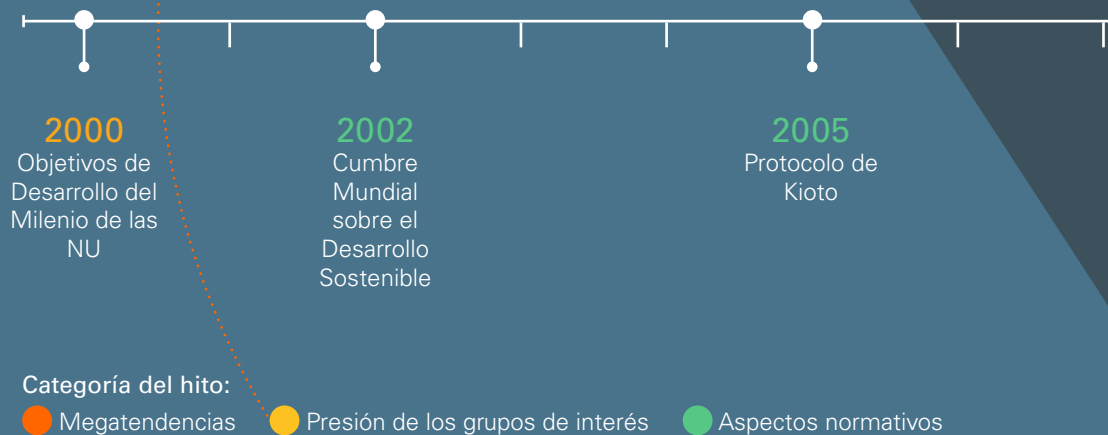 2000
Objetivos de
Desarrollo del
Milenio de las
NU
2002
Cumbre
Mundial
sobre el
Desarrollo
Sostenible
2005
Protocolo de
Kioto
Categoría del hito:
Megatendencias Presión de los grupos de interés Aspectos normativos